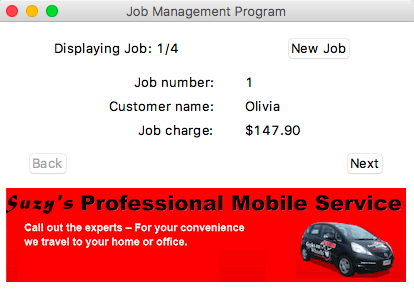 Job Management Program
Displaying Job: 1/4
New Job
Job number: 1
Customer name: Olivia
Job charge: $147.90
Back
Next
Suzy's Professional Mobile Service
Call out the experts – For your convenience
we travel to your home or office.